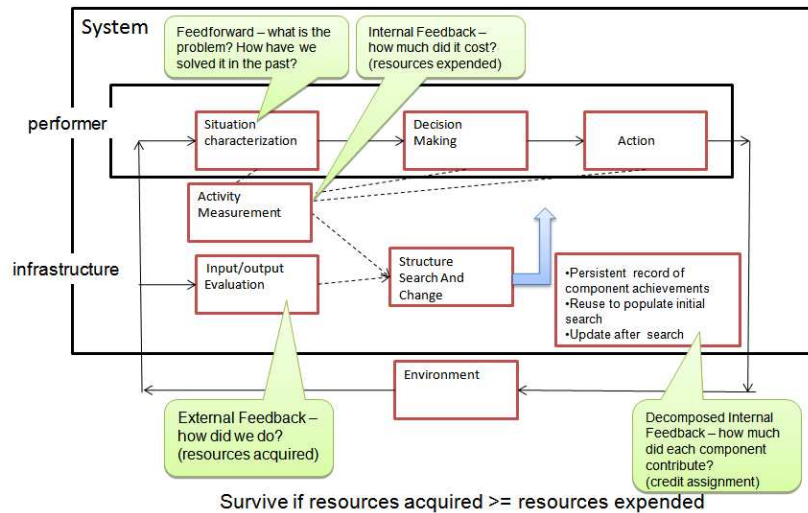 System
Feedforward – what is the
problem? How have we
solved it in the past?
Internal Feedback –
how much did it cost?
(resources expended)
performer
Situation
characterization
Decision
Making
Action
Activity
Measurement
infrastructure
Input/output
Evaluation
Structure
Search And
Change
•Persistent record of
component achievements
•Reuse to populate initial
search
•Update after search
Environment
External Feedback –
how did we do?
(resources acquired)
Decomposed Internal
Feedback – how much
did each component
contribute?
(credit assignment)
Survive if resources acquired >= resources expended